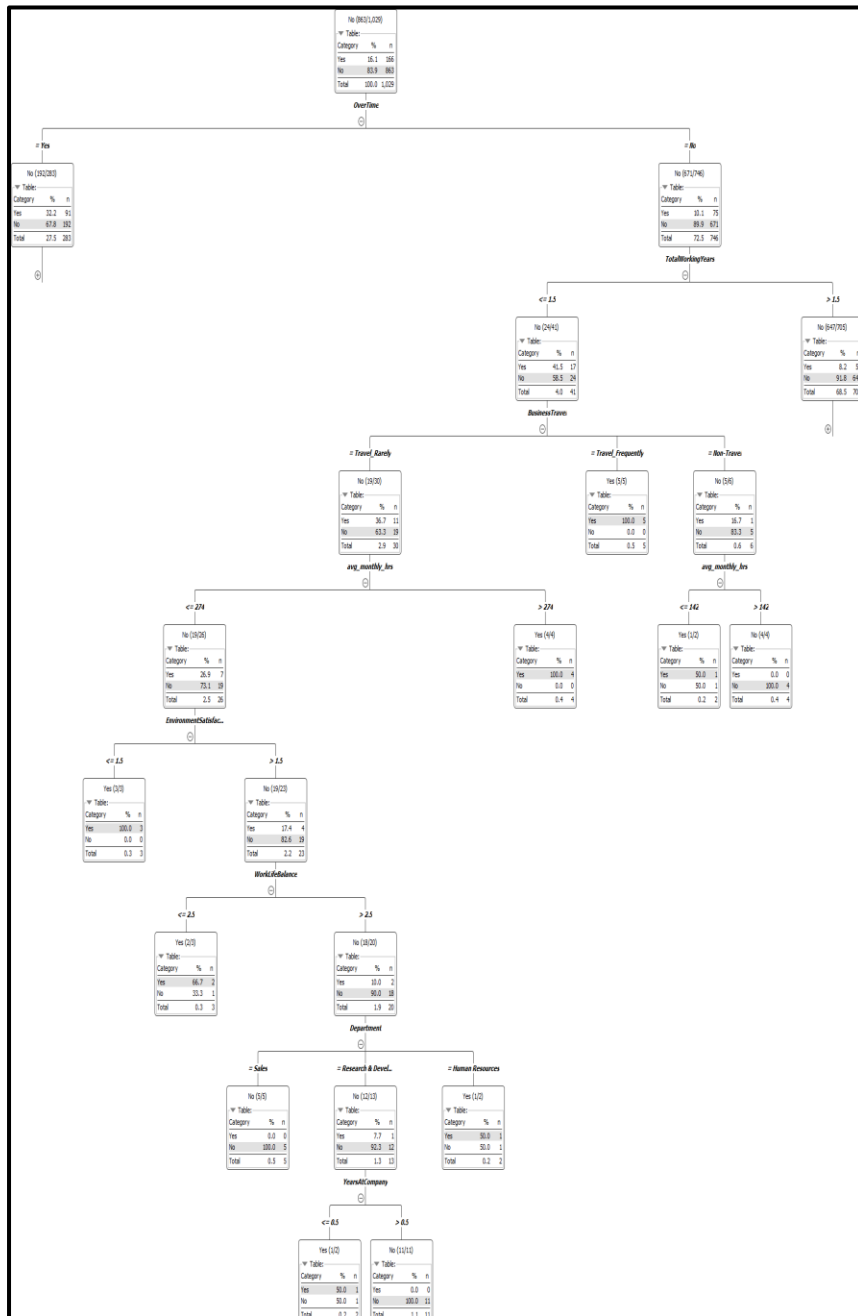 No (863/1,029)
Table:
Category % n
Yes 16.1 166
No 83.9 863
Total 100.0 1,029
OverTime
= Yes
= No
No (192/283)
Table:
Category % n
Yes 32.2 91
No 67.8 192
Total 27.5 283
No (671/746)
Table:
Category % n
Yes 10.1 75
No 89.9 671
Total 72.5 746
TotalWorkingYears
<= 1.5
> 1.5
No (24/41)
Table:
Category % n
Yes 41.5 17
No 58.5 24
Total 4.0 41
BusinessTravel
No (647/705)
Table:
Category %
Yes 8.2
No 91.8
Total 68.5
= Travel_Rarely
= Travel_Frequently
= Non-Travel
No (19/30)
Table:
Category % n
Yes 36.7 11
No 63.3 19
Total 2.9 30
avg_monthly_hrs
Yes (5/5)
Table:
Category % n
Yes 100.0 5
No 0.0 0
Total 0.5 5
No (5/6)
Table:
Category % n
Yes 16.7 1
No 83.3 5
Total 0.6 6
avg_monthly_hrs
<= 274
> 274
<= 142
> 142
No (19/26)
Table:
Category % n
Yes 26.9 7
No 73.1 19
Total 2.5 26
EnvironmentSatisfac...
Yes (4/4)
Table:
Category % n
Yes 100.0 4
No 0.0 0
Total 0.4 4
Yes (1/2)
Table:
Category % n
Yes 50.0 1
No 50.0 1
Total 0.2 2
No (4/4)
Table:
Category % n
Yes 0.0 0
No 100.0 4
Total 0.4 4
<= 1.5
> 1.5
Yes (3/3)
Table:
Category % n
Yes 100.0 3
No 0.0 0
Total 0.3 3
No (19/23)
Table:
Category % n
Yes 17.4 4
No 82.6 19
Total 2.2 23
WorkLifeBalance
<= 2.5
> 2.5
Yes (2/3)
Table:
Category % n
Yes 66.7 2
No 33.3 1
Total 0.3 3
No (18/20)
Table:
Category % n
Yes 10.0 2
No 90.0 18
Total 1.9 20
Department
= Sales
= Research & Devel...
= Human Resources
No (5/5)
Table:
Category % n
Yes 0.0 0
No 100.0 5
Total 0.5 5
No (12/13)
Table:
Category % n
Yes 7.7 1
No 92.3 12
Total 1.3 13
YearsAtCompany
Yes (1/2)
Table:
Category % n
Yes 50.0 1
No 50.0 1
Total 0.2 2
<= 0.5
> 0.5
Yes (1/2)
Table:
Category % n
Yes 50.0 1
No 50.0 1
Total 0.2 2
No (11/11)
Table:
Category % n
Yes 0.0 0
No 100.0 11
Total 1.1 11